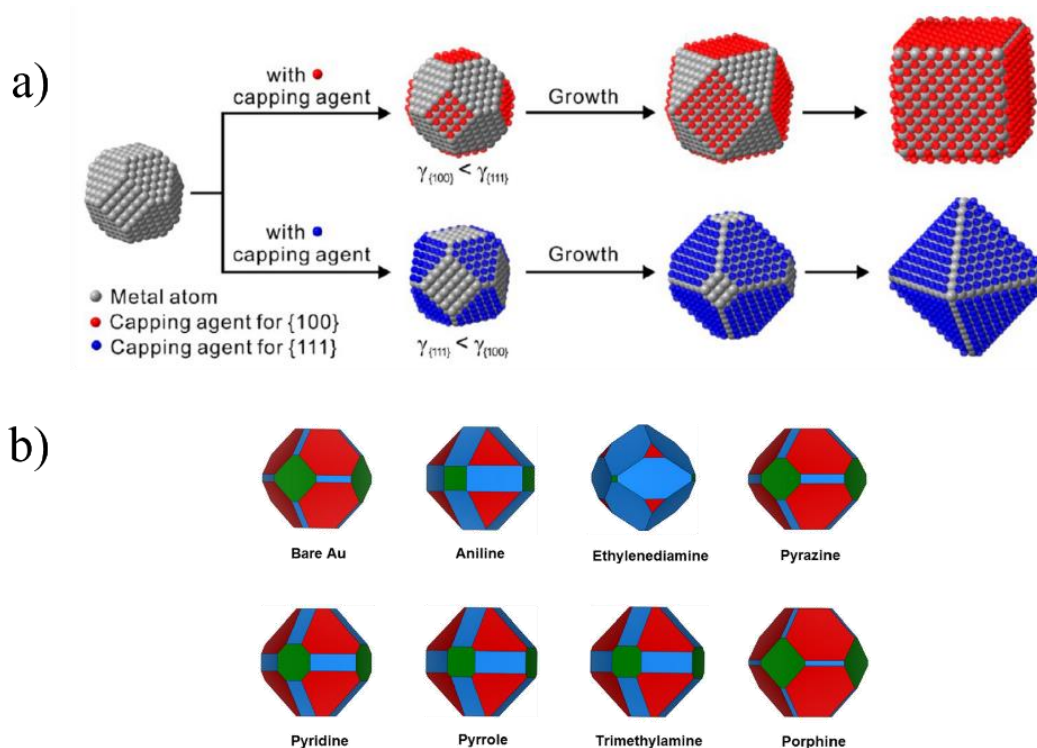 a)
with
capping agent
Growth
γ{100} < γ{111}
with
capping agent
Growth
γ{111} < γ{100}
Metal atom
Capping agent for {100}
Capping agent for {111}
b)
Bare Au
Aniline
Ethylenediamine
Pyrazine
Pyridine
Pyrrole
Trimethylamine
Porphine